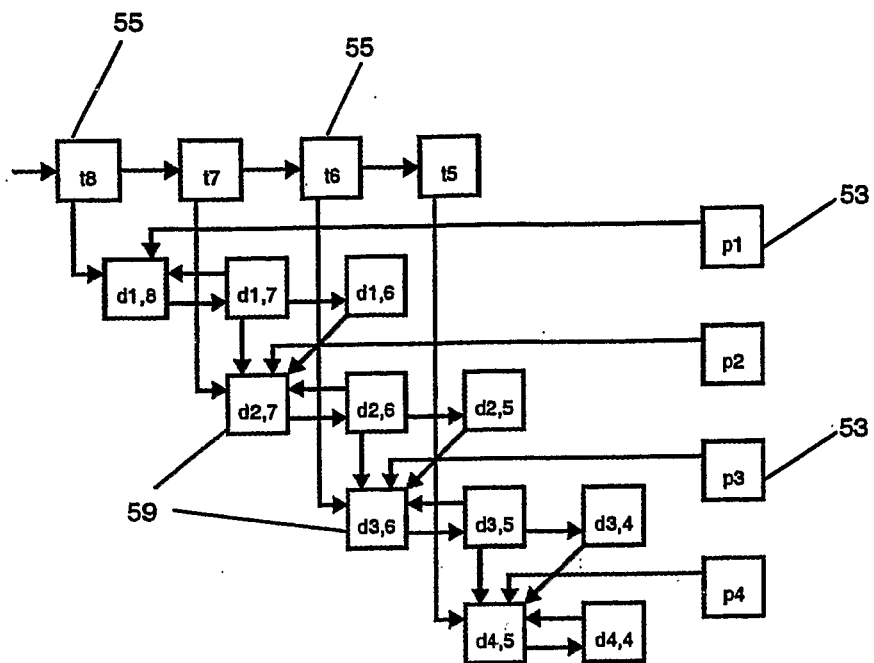 55
55
t8 t7 t6 t5
53
p1
d1,8 d1,7 d1,6
p2
d2,7 d2,6 d2,5
53
p3
59
d3,6 d3,5 d3,4
p4
d4,5 d4,4